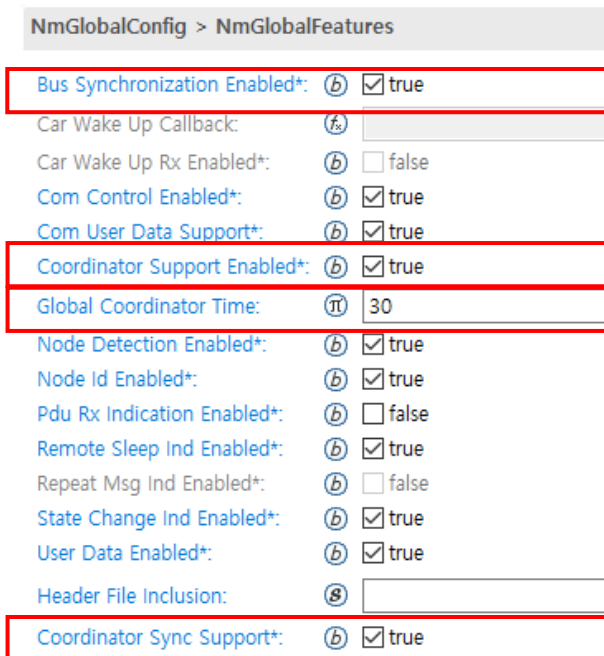 NmGlobalConfig > NmGlobalFeatures
Bus Synchronization Enabled*: b true
Car Wake Up Callback: fx
Car Wake Up Rx Enabled*: b false
Com Control Enabled*: b true
Com User Data Support*: b true
Coordinator Support Enabled*: b true
Global Coordinator Time: π 30
Node Detection Enabled*: b true
Node Id Enabled*: b true
Pdu Rx Indication Enabled*: b false
Remote Sleep Ind Enabled*: b true
Repeat Msg Ind Enabled*: b false
State Change Ind Enabled*: b true
User Data Enabled*: b true
Header File Inclusion: S
Coordinator Sync Support*: b true